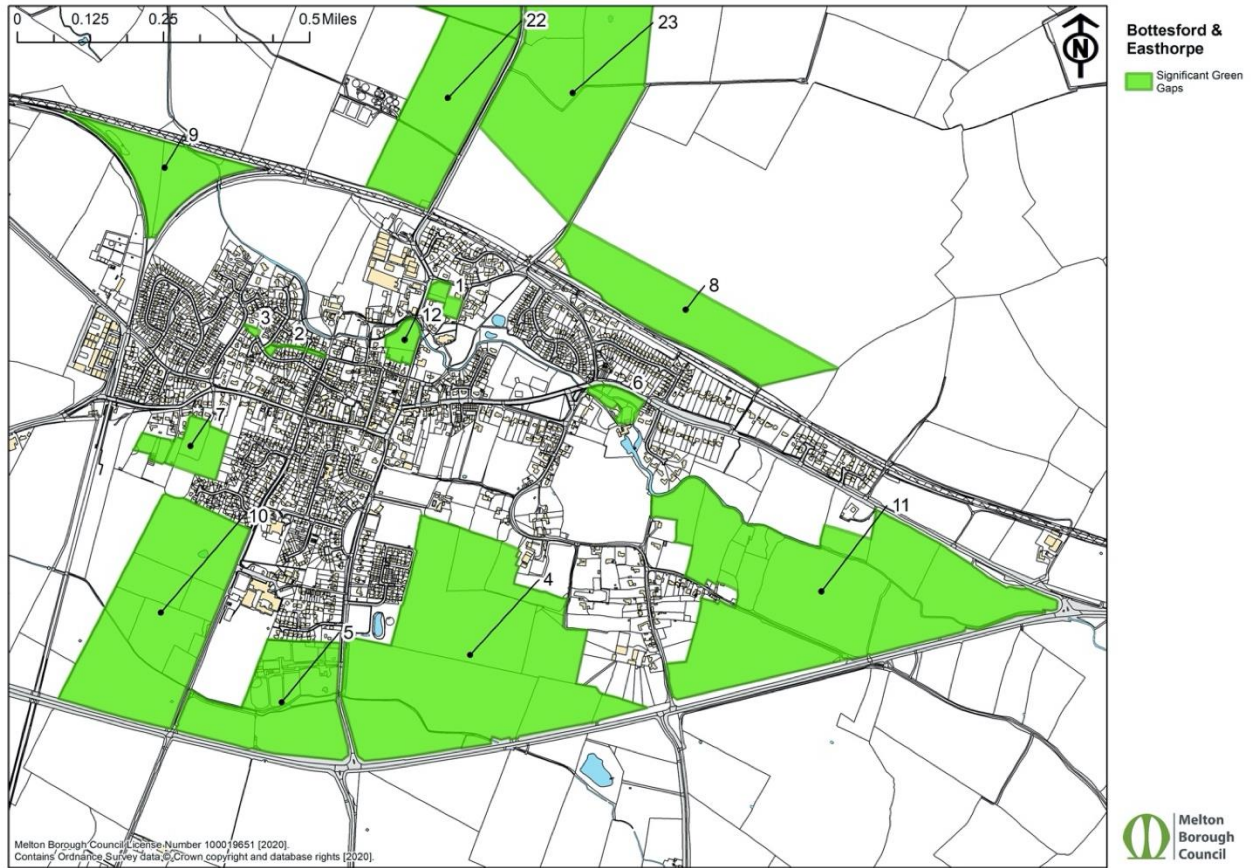 0 0.125 0.25 0.5 Miles
22
23
N
Bottesford &
Easthorpe
Significant Green
Gaps
9
8
1
12
3
2
6
7
11
10
4
5
Melton Borough Council License Number 100019651 [2020].
Contains Ordnance Survey data © Crown copyright and database rights [2020].
Melton
Borough
Council